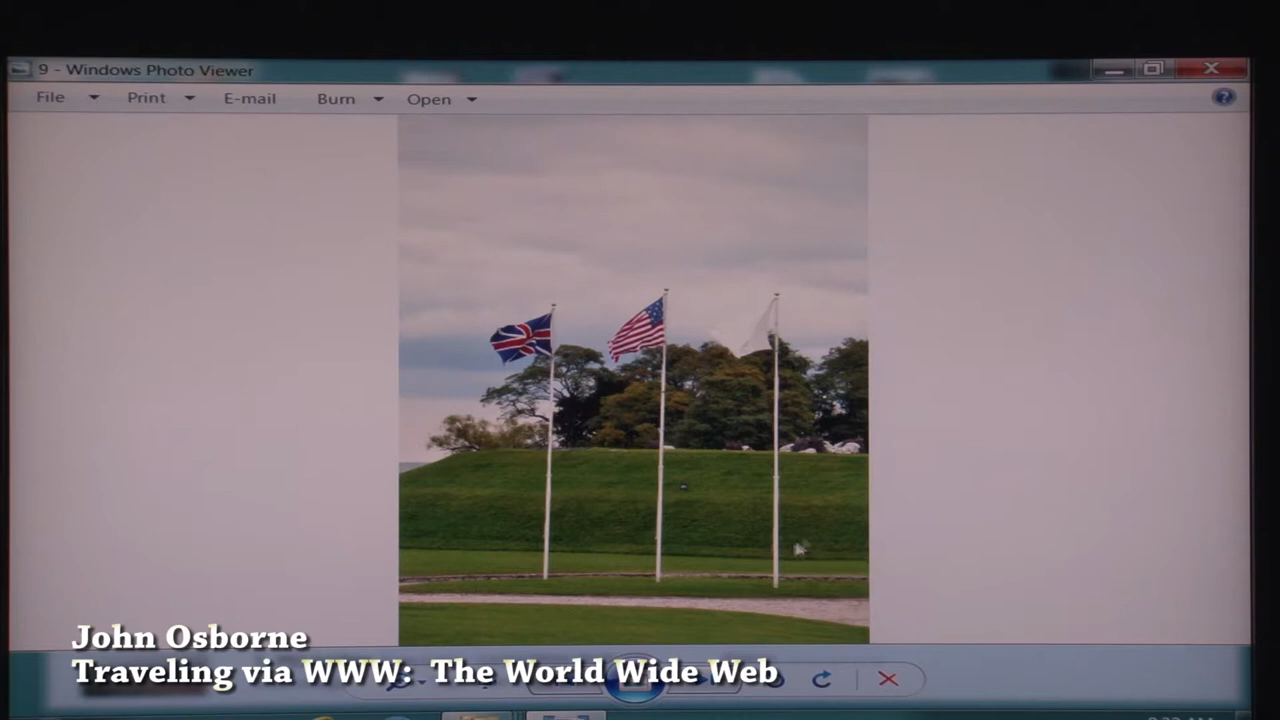 9 - Windows Photo Viewer
File Print E-mail Burn Open
John Osborne
Traveling via WWW: The World Wide Web